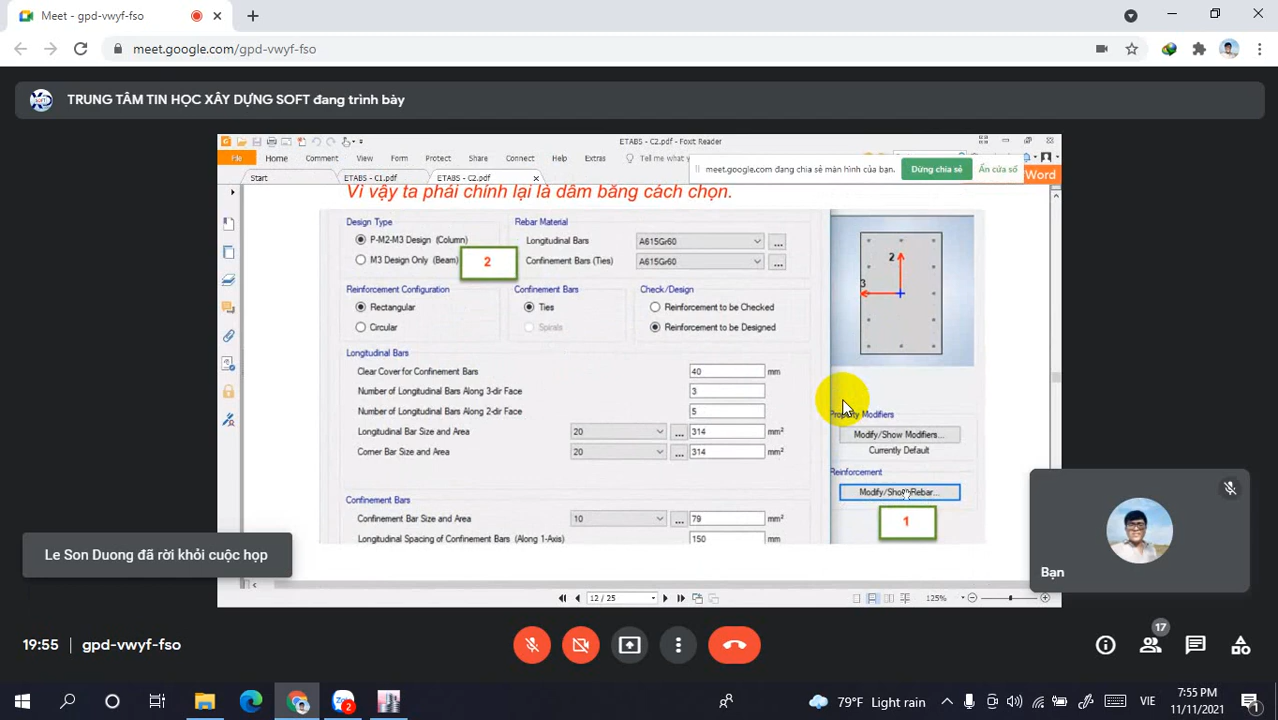 Meet - gpd-vwyf-fso
meet.google.com/gpd-vwyf-fso
TRUNG TÂM TIN HỌC XÂY DỰNG SOFT đang trình bày
ETABS - C2.pdf - Foxit Reader
File Home Comment View Form Protect Share Connect Help Extras Tell me what
meet.google.com đang chia sẻ màn hình của bạn. Dừng chia sẻ Ẩn cửa sổ
Word
Start ETABS - C1.pdf ETABS - C2.pdf
Vì vậy ta phải chỉnh lại là dầm bằng cách chọn.
Design Type Rebar Material
P-M2-M3 Design (Column) Longitudinal Bars A615Gr60 ...
M3 Design Only (Beam) 2 Confinement Bars (Ties) A615Gr60 ...
2
3
Reinforcement Configuration Confinement Bars Check/Design
Rectangular Ties Reinforcement to be Checked
Circular Spirals Reinforcement to be Designed
Longitudinal Bars
Clear Cover for Confinement Bars 40 mm
Number of Longitudinal Bars Along 3-dir Face 3
Number of Longitudinal Bars Along 2-dir Face 5
Longitudinal Bar Size and Area 20 ... 314 mm²
Corner Bar Size and Area 20 ... 314 mm²
Property Modifiers
Modify/Show Modifiers...
Currently Default
Reinforcement
Modify/Show Rebar...
1
Confinement Bars
Confinement Bar Size and Area 10 ... 79 mm²
Longitudinal Spacing of Confinement Bars (Along 1-Axis) 150 mm
12 / 25 125%
Le Son Duong đã rời khỏi cuộc họp
Bạn
19:55 gpd-vwyf-fso
17
2
79°F Light rain VIE 7:55 PM
11/11/2021
1